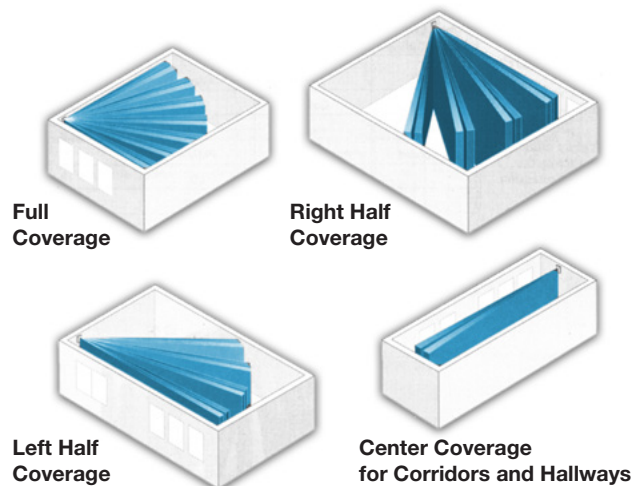 Full
Coverage
Right Half
Coverage
Left Half
Coverage
Center Coverage
for Corridors and Hallways